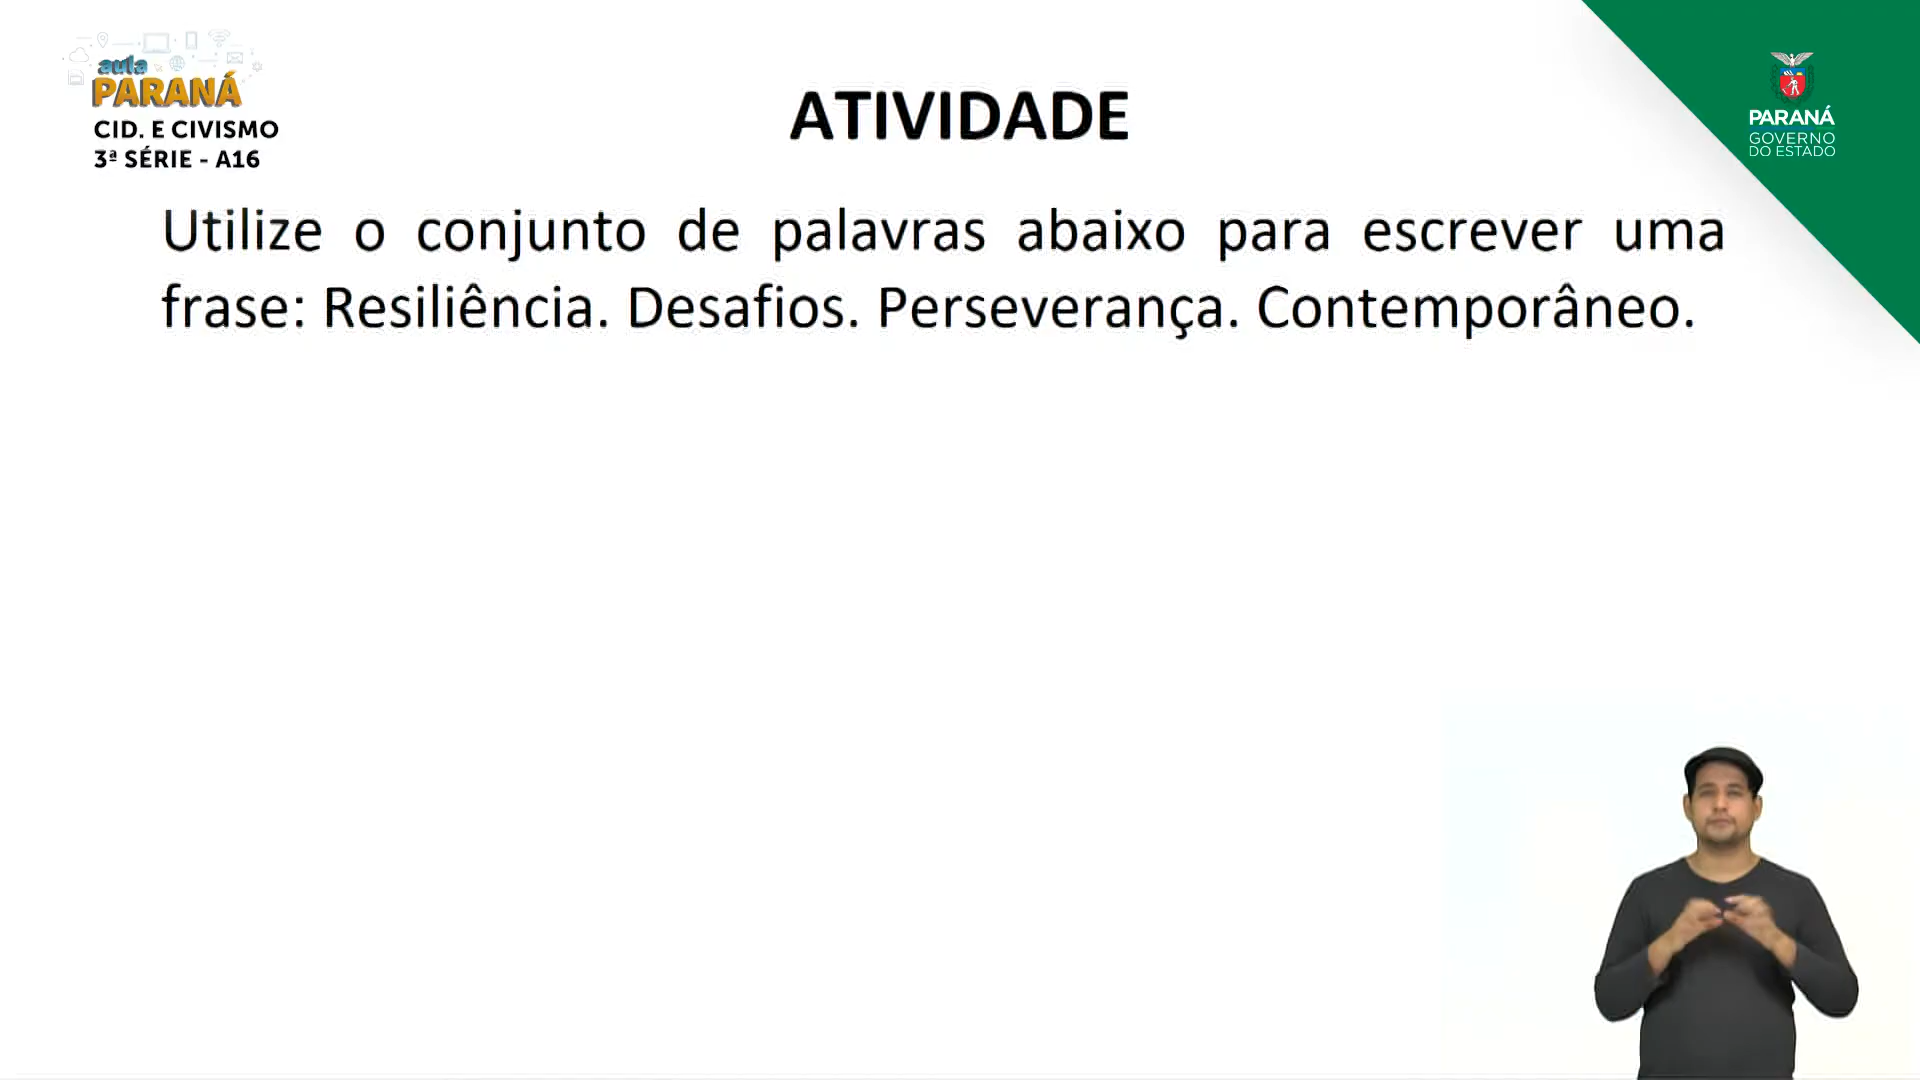 aula
PARANÁ
CID. E CIVISMO
3ª SÉRIE - A16
ATIVIDADE
PARANÁ
GOVERNO
DO ESTADO
Utilize o conjunto de palavras abaixo para escrever uma
frase: Resiliência. Desafios. Perseverança. Contemporâneo.